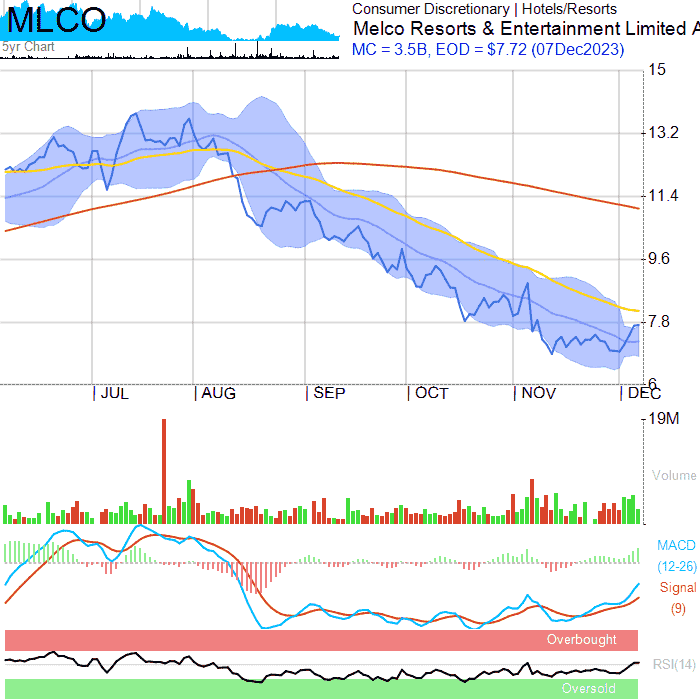 MLCO
5yr Chart
Consumer Discretionary | Hotels/Resorts
Melco Resorts & Entertainment Limited A
MC = 3.5B, EOD = $7.72 (07Dec2023)
15
13.2
11.4
9.6
7.8
6
JUL AUG SEP OCT NOV DEC
19M
Volume
MACD
(12-26)
Signal
(9)
Overbought
RSI(14)
Oversold